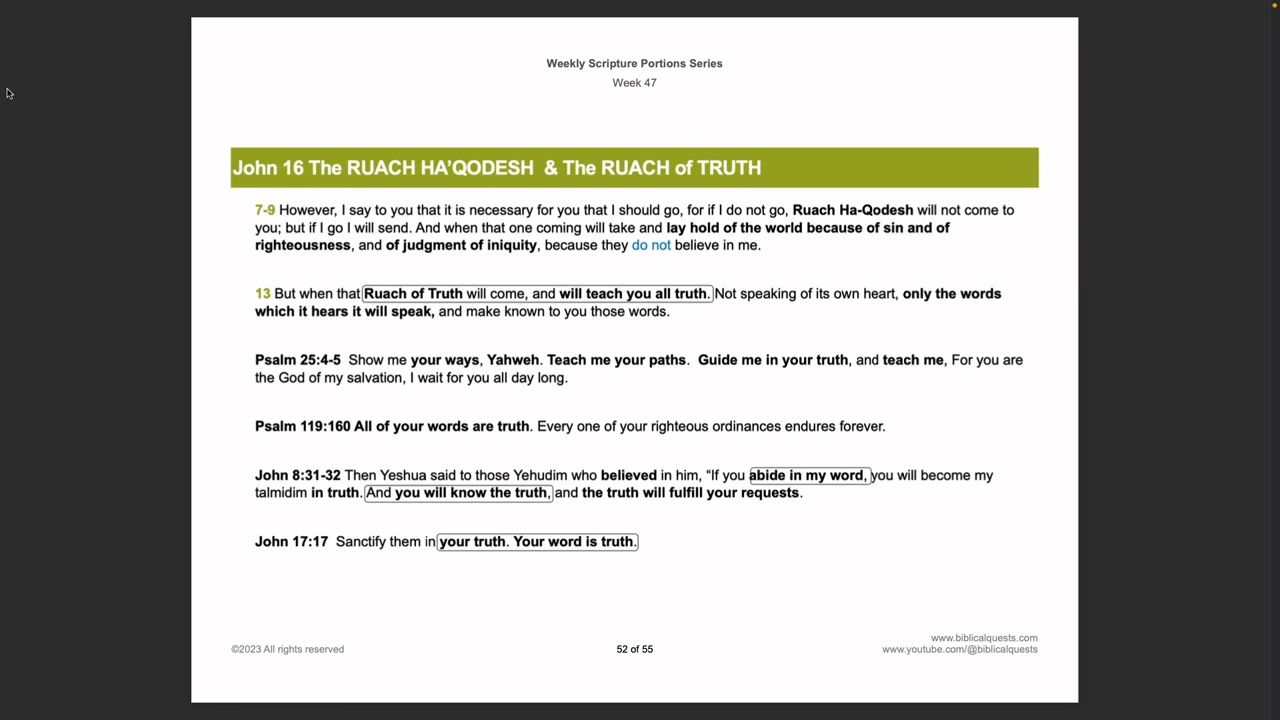 Weekly Scripture Portions Series
Week 47
John 16 The RUACH HA’QODESH & The RUACH of TRUTH
7-9 However, I say to you that it is necessary for you that I should go, for if I do not go, Ruach Ha-Qodesh will not come to
you; but if I go I will send. And when that one coming will take and lay hold of the world because of sin and of
righteousness, and of judgment of iniquity, because they do not believe in me.
13 But when that Ruach of Truth will come, and will teach you all truth. Not speaking of its own heart, only the words
which it hears it will speak, and make known to you those words.
Psalm 25:4-5 Show me your ways, Yahweh. Teach me your paths. Guide me in your truth, and teach me, For you are
the God of my salvation, I wait for you all day long.
Psalm 119:160 All of your words are truth. Every one of your righteous ordinances endures forever.
John 8:31-32 Then Yeshua said to those Yehudim who believed in him, “If you abide in my word, you will become my
talmidim in truth. And you will know the truth, and the truth will fulfill your requests.
John 17:17 Sanctify them in your truth. Your word is truth.
©2023 All rights reserved
52 of 55
www.biblicalquests.com
www.youtube.com/@biblicalquests